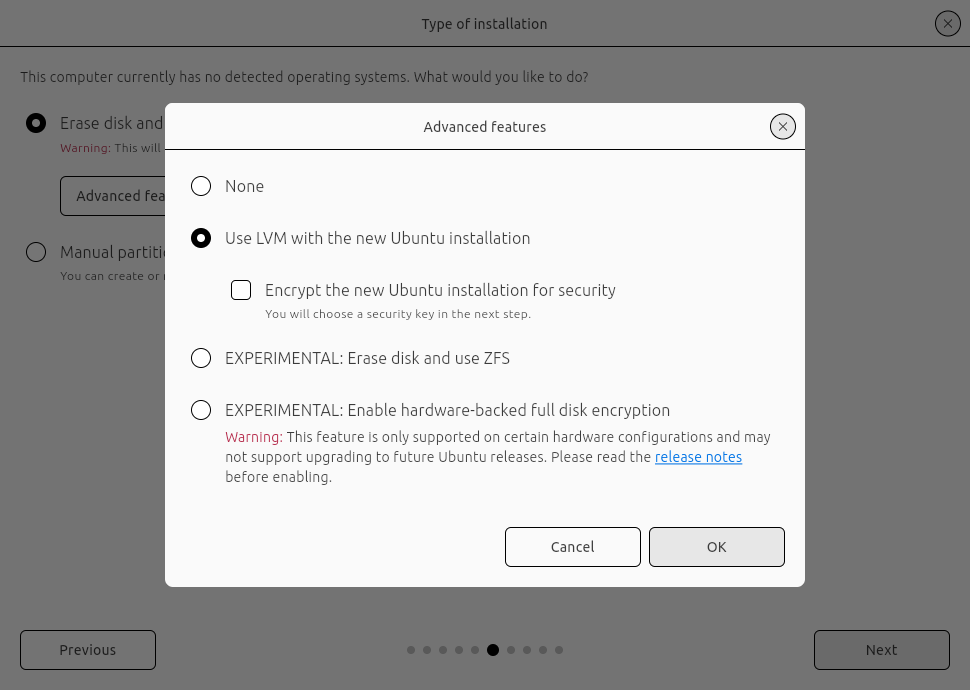 Type of installation
This computer currently has no detected operating systems. What would you like to do?
Erase disk and
Warning: This will
Advanced fea
Manual partiti
You can create or
Advanced features
None
Use LVM with the new Ubuntu installation
Encrypt the new Ubuntu installation for security
You will choose a security key in the next step.
EXPERIMENTAL: Erase disk and use ZFS
EXPERIMENTAL: Enable hardware-backed full disk encryption
Warning: This feature is only supported on certain hardware configurations and may
not support upgrading to future Ubuntu releases. Please read the release notes
before enabling.
Cancel
OK
Previous
Next